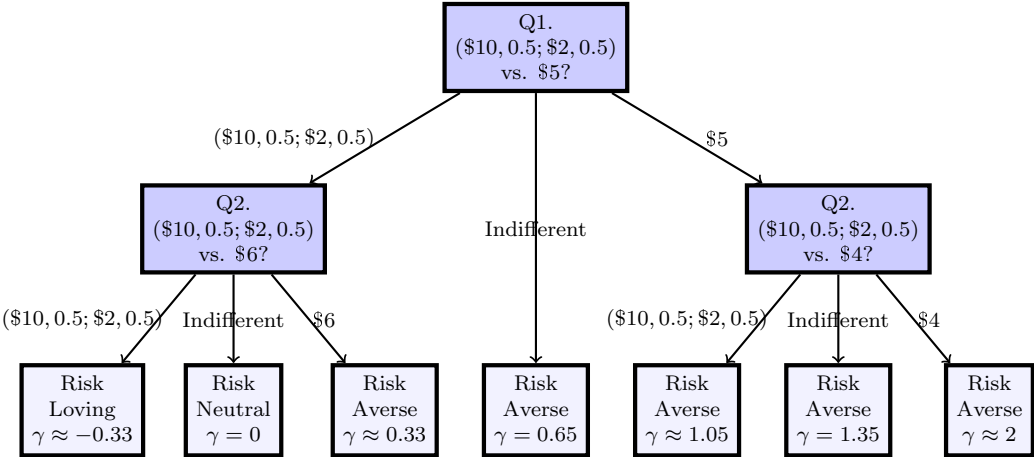 Q1.
($10, 0.5; $2, 0.5)
vs. $5?
($10, 0.5; $2, 0.5)
Indifferent
$5
Q2.
($10, 0.5; $2, 0.5)
vs. $6?
Q2.
($10, 0.5; $2, 0.5)
vs. $4?
($10, 0.5; $2, 0.5)
Indifferent
$6
($10, 0.5; $2, 0.5)
Indifferent
$4
Risk
Loving
γ ≈ −0.33
Risk
Neutral
γ = 0
Risk
Averse
γ ≈ 0.33
Risk
Averse
γ = 0.65
Risk
Averse
γ ≈ 1.05
Risk
Averse
γ = 1.35
Risk
Averse
γ ≈ 2